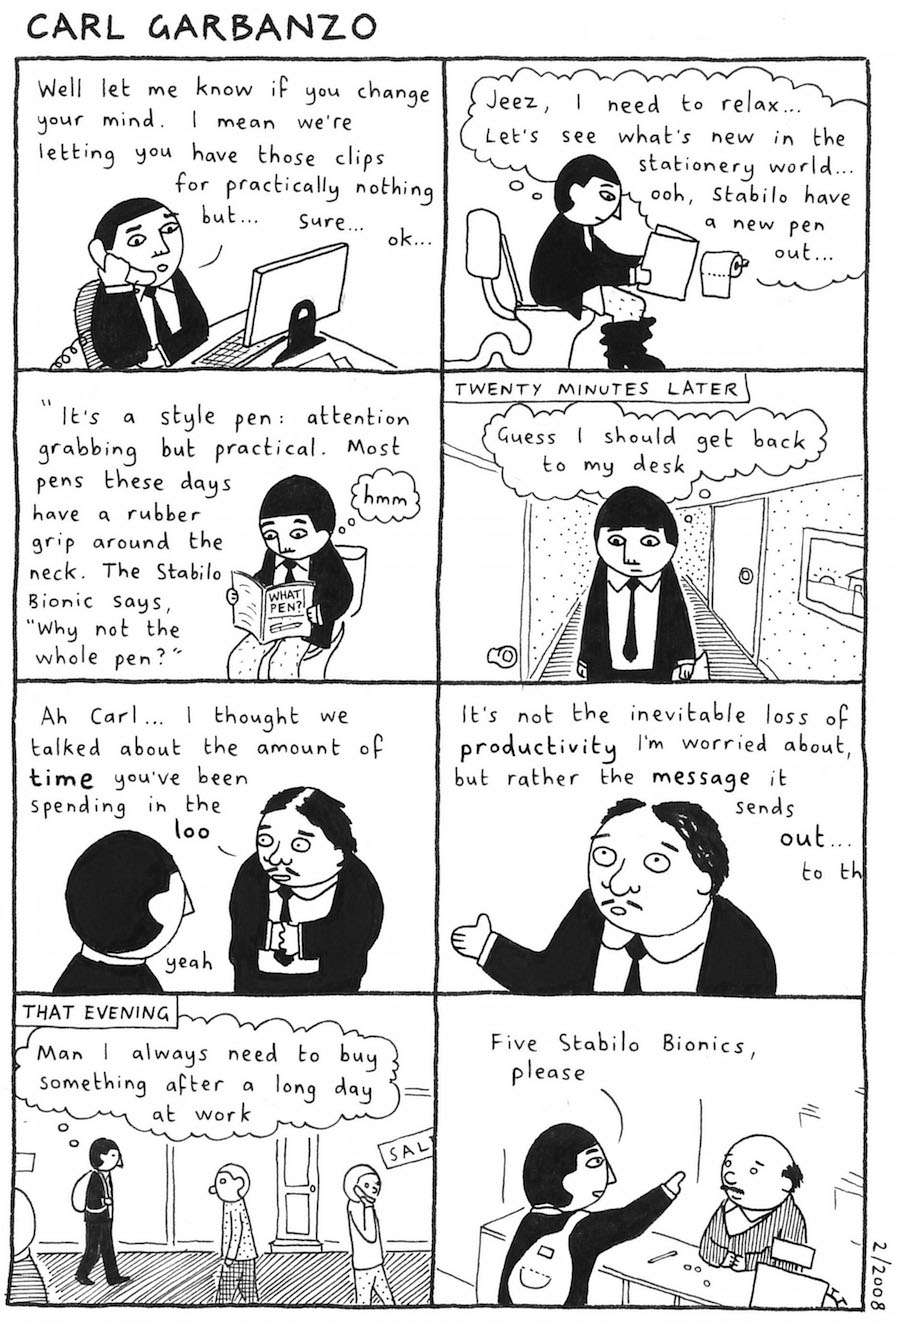 CARL GARBANZO
Well let me know if you change
your mind. I mean we're
letting you have those clips
for practically nothing
but... sure...
ok...
Jeez, I need to relax...
Let's see what's new in the
stationery world...
ooh, Stabilo have
a new pen
out...
"It's a style pen: attention
grabbing but practical. Most
pens these days
have a rubber
grip around the
neck. The Stabilo
Bionic says,
"Why not the
whole pen?"
hmm
WHAT
PEN?
TWENTY MINUTES LATER
Guess I should get back
to my desk
Ah Carl... I thought we
talked about the amount of
time you've been
spending in the
loo
yeah
It's not the inevitable loss of
productivity I'm worried about,
but rather the message it
sends
out...
to th
THAT EVENING
Man I always need to buy
something after a long day
at work
SAL
Five Stabilo Bionics,
please
2/2008